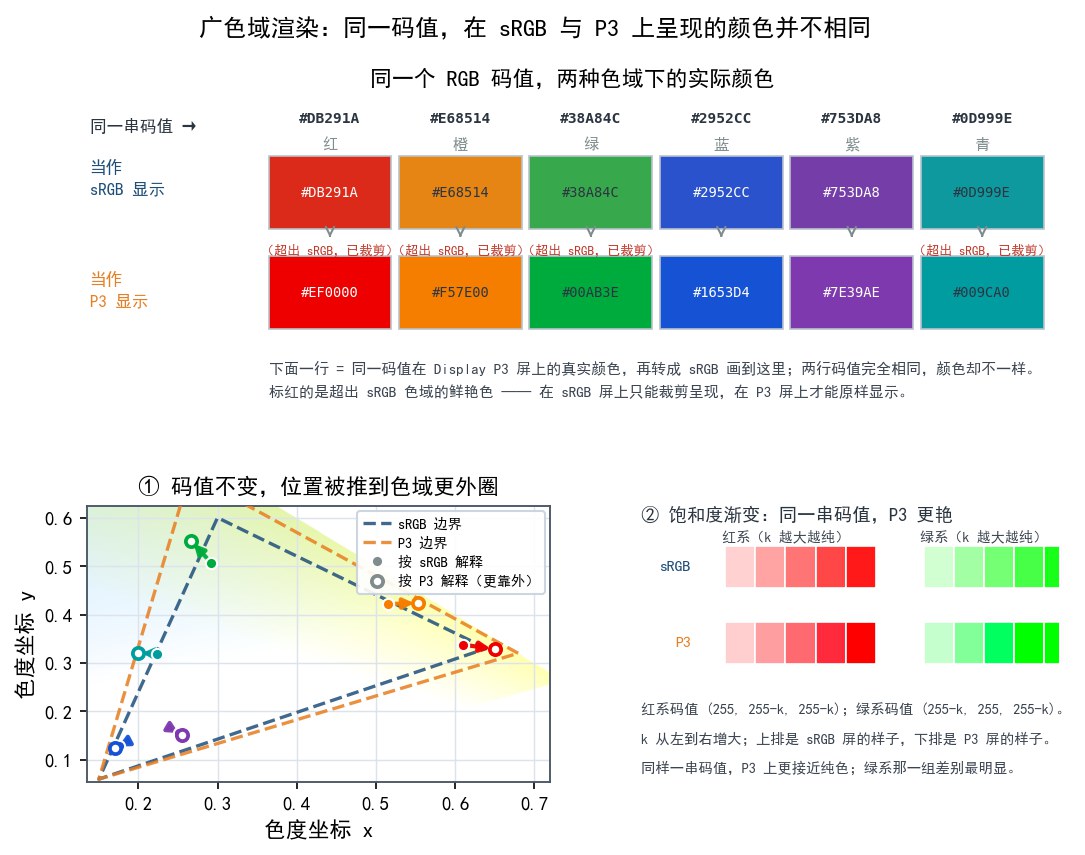 广色域渲染: 同一码值, 在 sRGB 与 P3 上呈现的颜色并不相同
同一个 RGB 码值, 两种色域下的实际颜色
同一串码值 → #DB291A #E68514 #38A84C #2952CC #753DA8 #0D999E
红 橙 绿 蓝 紫 青
当作
sRGB 显示
#DB291A #E68514 #38A84C #2952CC #753DA8 #0D999E
(超出 sRGB, 已裁剪) (超出 sRGB, 已裁剪) (超出 sRGB, 已裁剪) (超出 sRGB, 已裁剪)
当作
P3 显示
#EF0000 #F57E00 #00AB3E #1653D4 #7E39AE #009CA0
下面一行 = 同一码值在 Display P3 屏上的真实颜色, 再转成 sRGB 画到这里; 两行码值完全相同, 颜色却不一样。
标红的是超出 sRGB 色域的鲜艳色 —— 在 sRGB 屏上只能裁剪呈现, 在 P3 屏上才能原样显示。
① 码值不变, 位置被推到色域更外圈
色度坐标 y
0.6
0.5
0.4
0.3
0.2
0.1
sRGB 边界
P3 边界
按 sRGB 解释
按 P3 解释 (更靠外)
0.2 0.3 0.4 0.5 0.6 0.7
色度坐标 x
② 饱和度渐变: 同一串码值, P3 更艳
红系 (k 越大越纯) 绿系 (k 越大越纯)
sRGB
P3
红系码值 (255, 255-k, 255-k); 绿系码值 (255-k, 255, 255-k)。
k 从左到右增大; 上排是 sRGB 屏的样子, 下排是 P3 屏的样子。
同样一串码值, P3 上更接近纯色; 绿系那一组差别最明显。